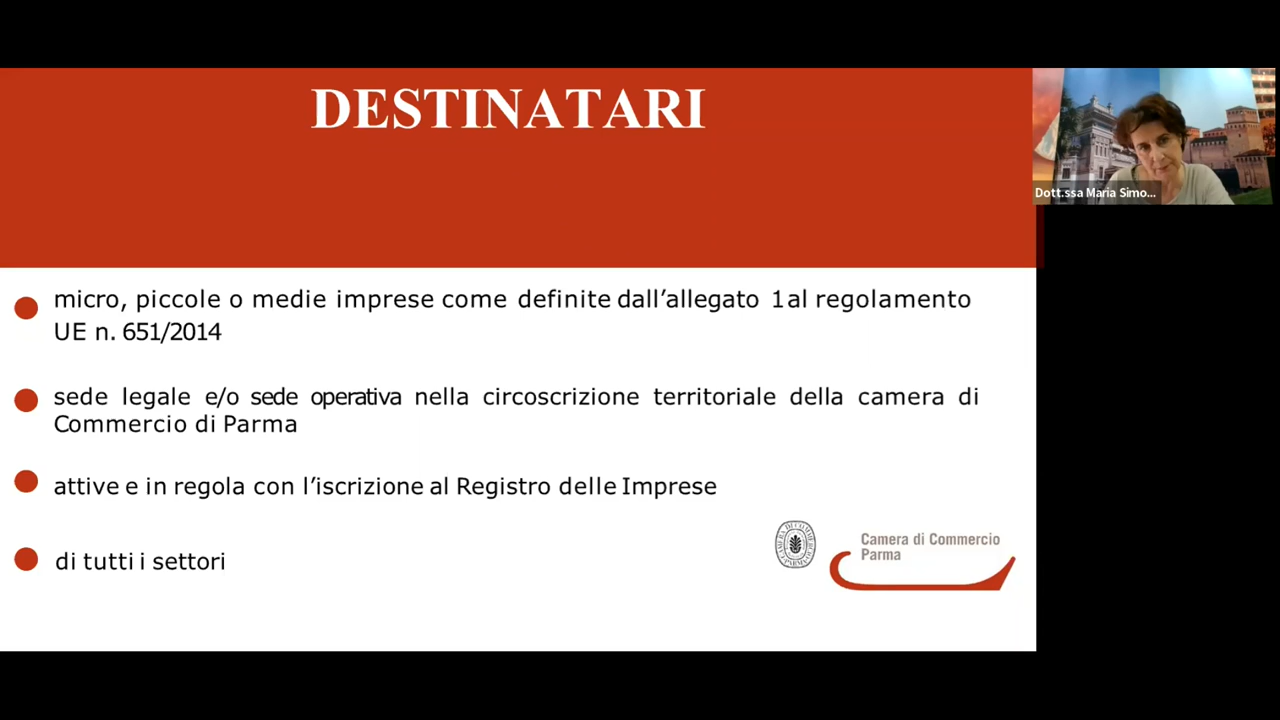 DESTINATARI
Dott.ssa Maria Simo...
micro, piccole o medie imprese come definite dall’allegato 1 al regolamento
UE n. 651/2014
sede legale e/o sede operativa nella circoscrizione territoriale della camera di
Commercio di Parma
attive e in regola con l’iscrizione al Registro delle Imprese
di tutti i settori
Camera di Commercio
Parma